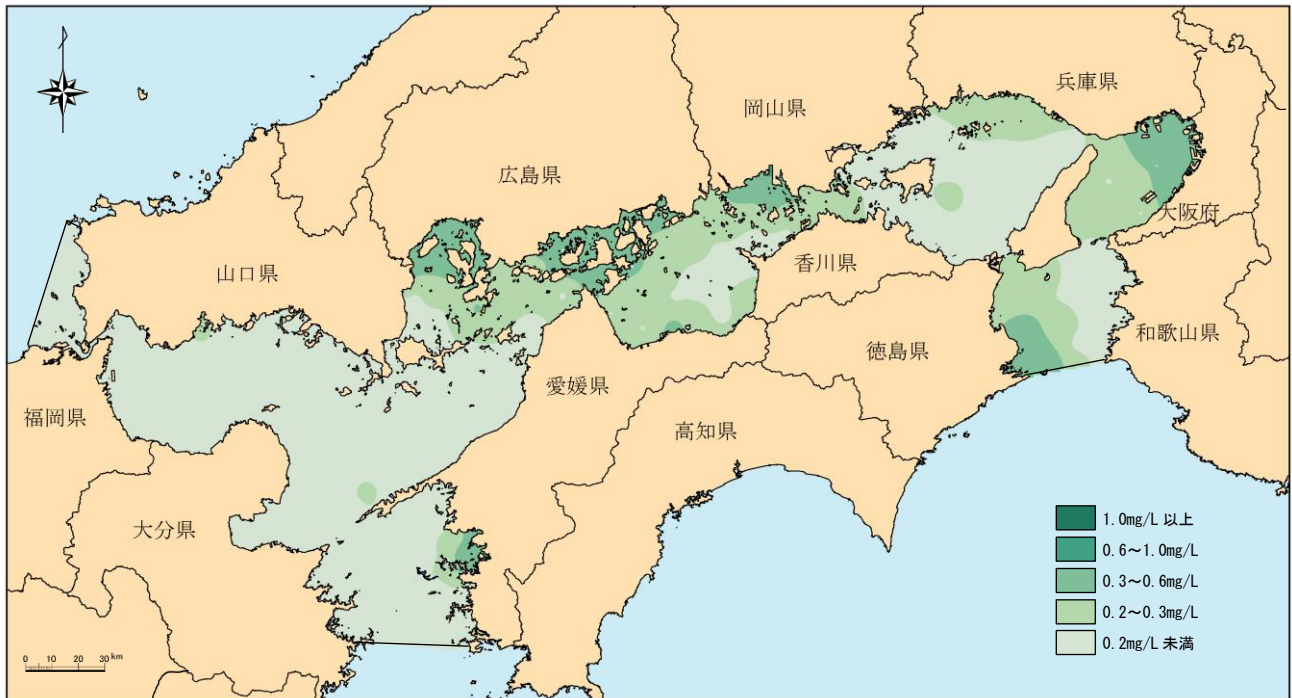 兵庫県
岡山県
広島県
大阪府
山口県
香川県
和歌山県
徳島県
愛媛県
福岡県
高知県
大分県
1.0mg/L 以上
0.6～1.0mg/L
0.3～0.6mg/L
0.2～0.3mg/L
0.2mg/L 未満
0 10 20 30 km